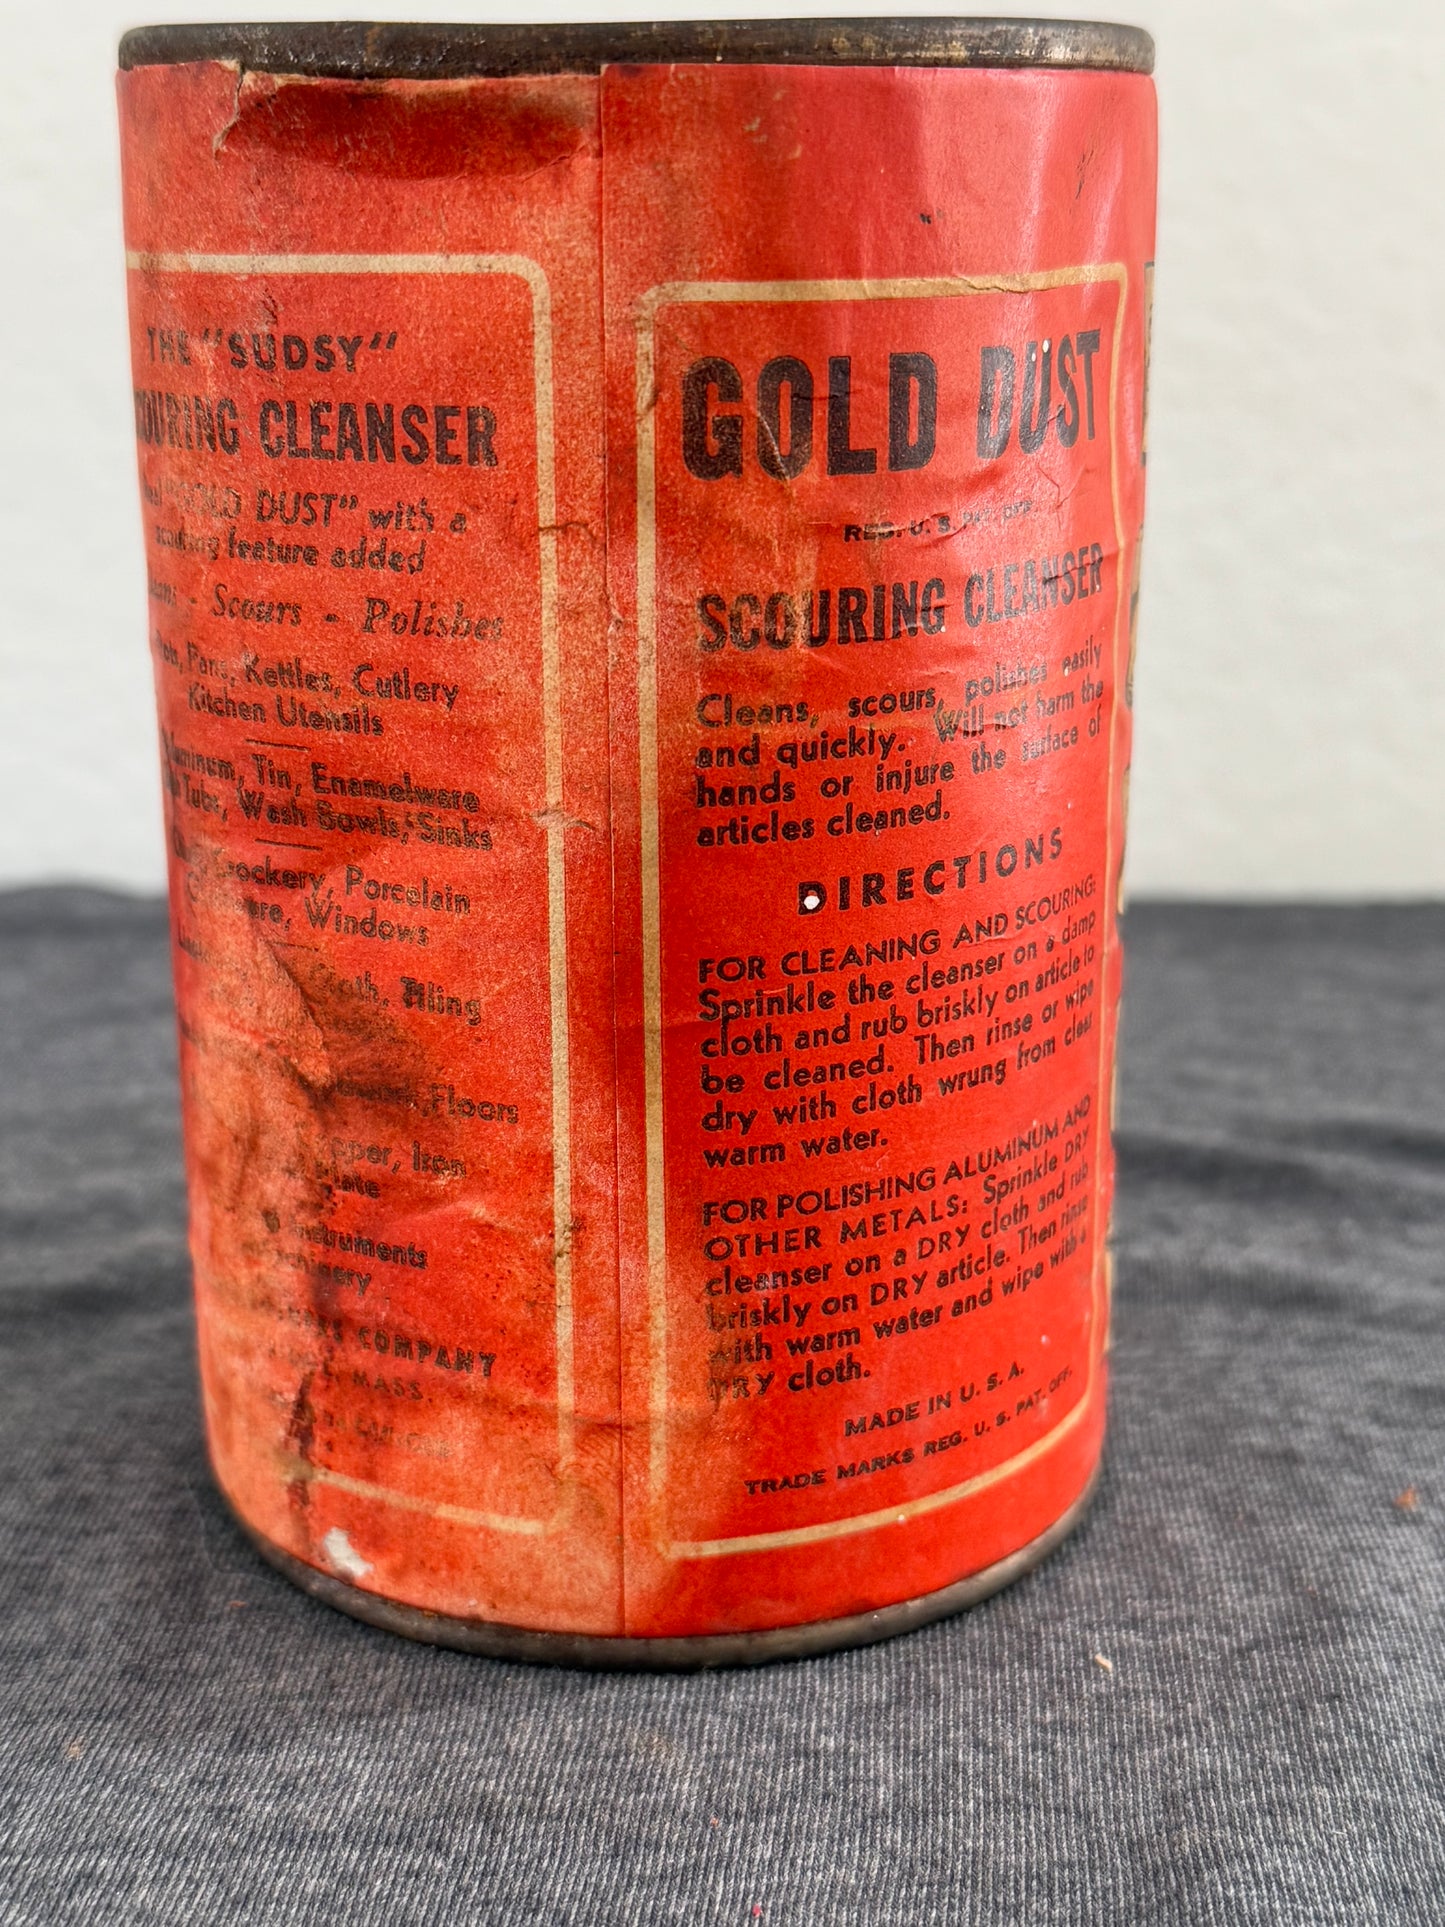 THE "SUDSY"
CLEANSER
"GOLD DUST" with a
scouring feature added
- Scours - Polishes
Pans, Kettles, Cutlery
Kitchen Utensils
Tin, Enamelware
Tubs, Wash Bowls, Sinks
Crockery, Porcelain
Windows
Tiling
Floors
Iron
Instruments
COMPANY
MASS.
GOLD DUST
REG. U. S. PAT. OFF.
SCOURING CLEANSER
Cleans, scours, polishes easily
and quickly. Will not harm the
hands or injure the surface of
articles cleaned.
DIRECTIONS
FOR CLEANING AND SCOURING:
Sprinkle the cleanser on a damp
cloth and rub briskly on article to
be cleaned. Then rinse or wipe
dry with cloth wrung from clear
warm water.
FOR POLISHING ALUMINUM AND
OTHER METALS: Sprinkle DRY
cleanser on a DRY cloth and rub
briskly on DRY article. Then rinse
with warm water and wipe with a
DRY cloth.
MADE IN U. S. A.
TRADE MARKS REG. U. S. PAT. OFF.